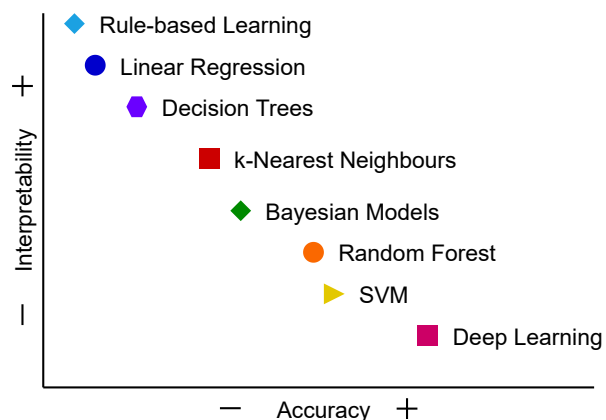 Rule-based Learning
Linear Regression
Decision Trees
k-Nearest Neighbours
Bayesian Models
Random Forest
SVM
Deep Learning
+
Interpretability
−
− Accuracy +